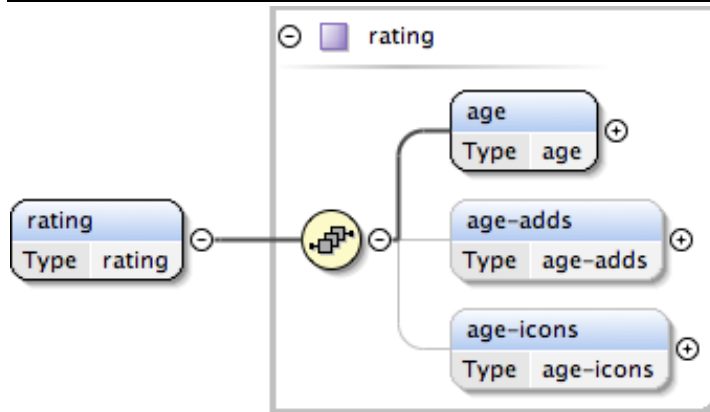 rating
age
Type age
rating
Type rating
age-adds
Type age-adds
age-icons
Type age-icons